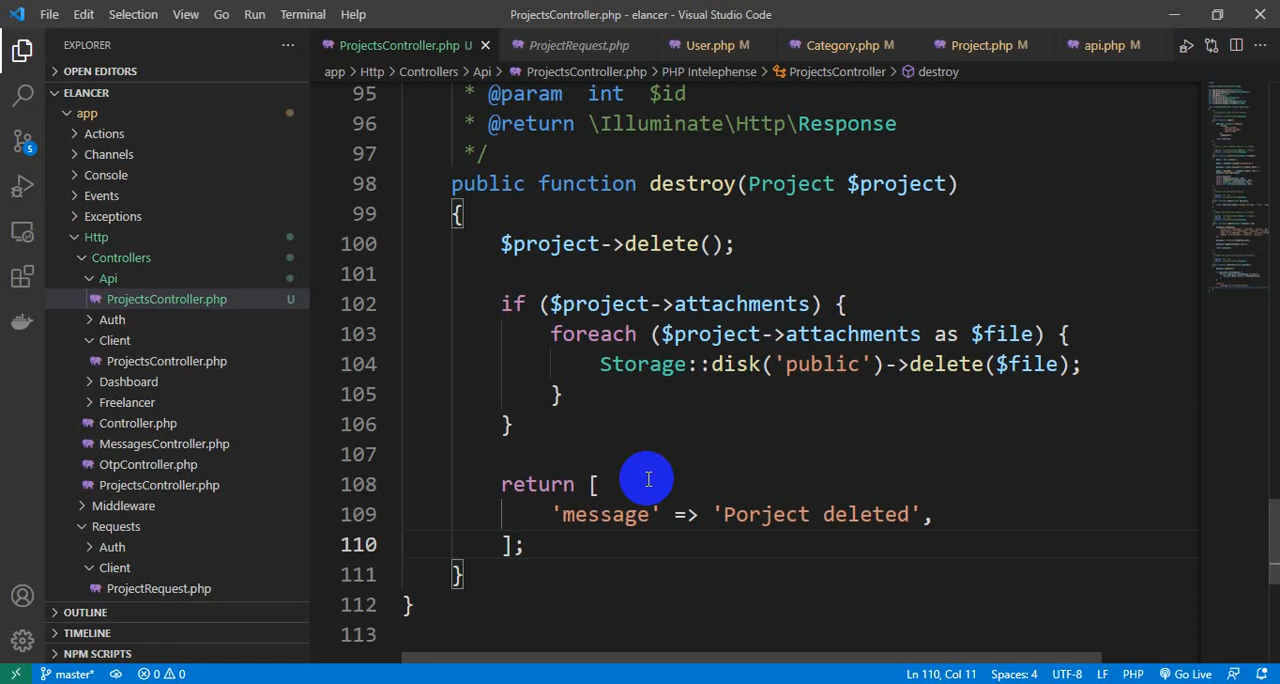 File Edit Selection View Go Run Terminal Help ProjectsController.php - elancer - Visual Studio Code
EXPLORER
OPEN EDITORS
ELANCER
app
Actions
Channels
Console
Events
Exceptions
Http
Controllers
Api
ProjectsController.php U
Auth
Client
ProjectsController.php
Dashboard
Freelancer
Controller.php
MessagesController.php
OtpController.php
ProjectsController.php
Middleware
Requests
Auth
Client
ProjectRequest.php
OUTLINE
TIMELINE
NPM SCRIPTS
ProjectsController.php U ProjectRequest.php User.php M Category.php M Project.php M api.php M
app > Http > Controllers > Api > ProjectsController.php > PHP Intelephense > ProjectsController > destroy
95 * @param  int  $id
96 * @return \Illuminate\Http\Response
97 */
98 public function destroy(Project $project)
99 {
100 $project->delete();
101
102 if ($project->attachments) {
103 foreach ($project->attachments as $file) {
104 Storage::disk('public')->delete($file);
105 }
106 }
107
108 return [
109 'message' => 'Porject deleted',
110 ];
111 }
112 }
113
5
master* 0 0 Ln 110, Col 11 Spaces: 4 UTF-8 LF PHP Go Live